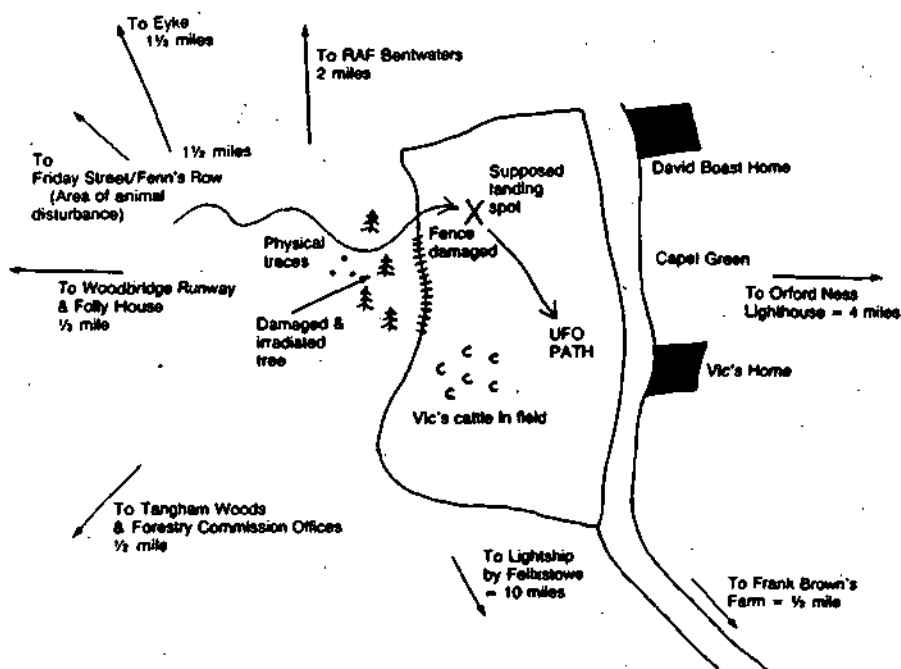 To Eyke
1½ miles
To RAF Bentwaters
2 miles
1½ miles
To
Friday Street/Fenn's Row
(Area of animal
disturbance)
Supposed
landing
spot
David Boast Home
Physical
traces
Fence
damaged
Capel Green
To Woodbridge Runway
& Folly House
½ mile
To Orford Ness
Lighthouse = 4 miles
Damaged &
irradiated
tree
UFO
PATH
Vic's Home
Vic's cattle in field
To Tangham Woods
& Forestry Commission Offices
½ mile
To Lightship
by Felixstowe
= 10 miles
To Frank Brown's
Farm = ½ mile